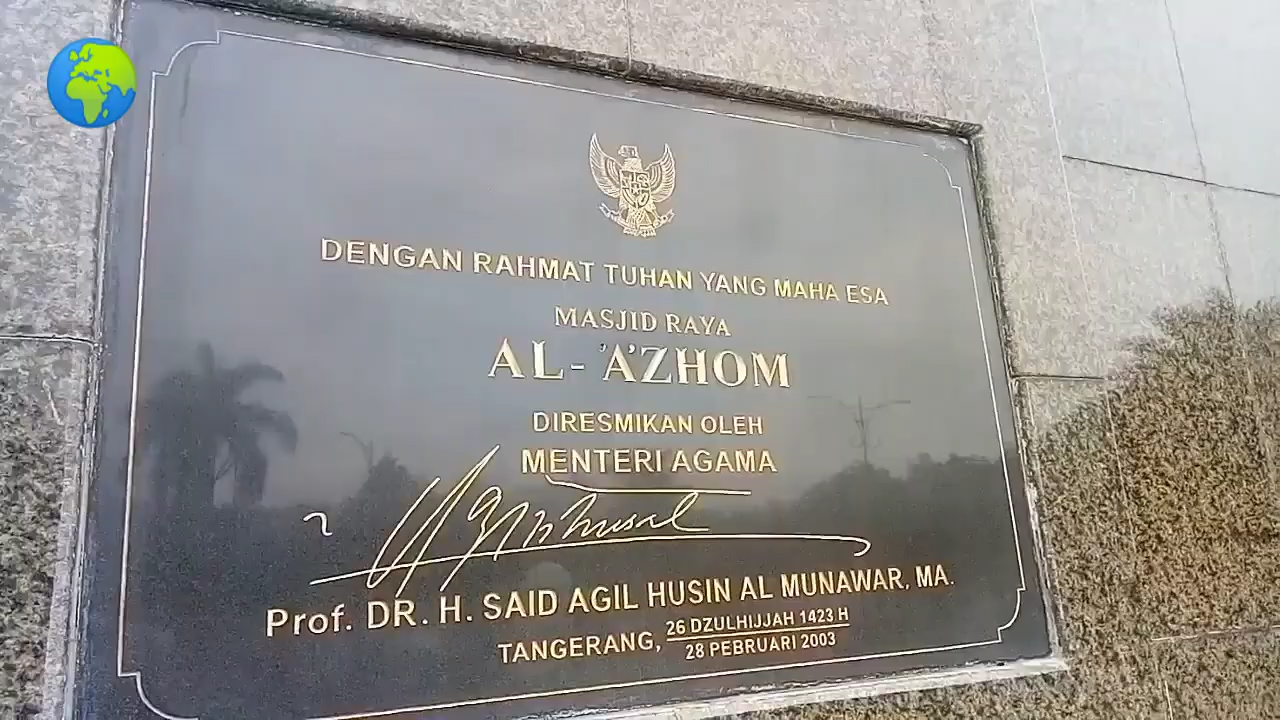 DENGAN RAHMAT TUHAN YANG MAHA ESA
MASJID RAYA
AL-'A'ZHOM
DIRESMIKAN OLEH
MENTERI AGAMA
Prof. DR. H. SAID AGIL HUSIN AL MUNAWAR, MA.
TANGERANG, 26 DZULHIJJAH 1423 H
28 PEBRUARI 2003